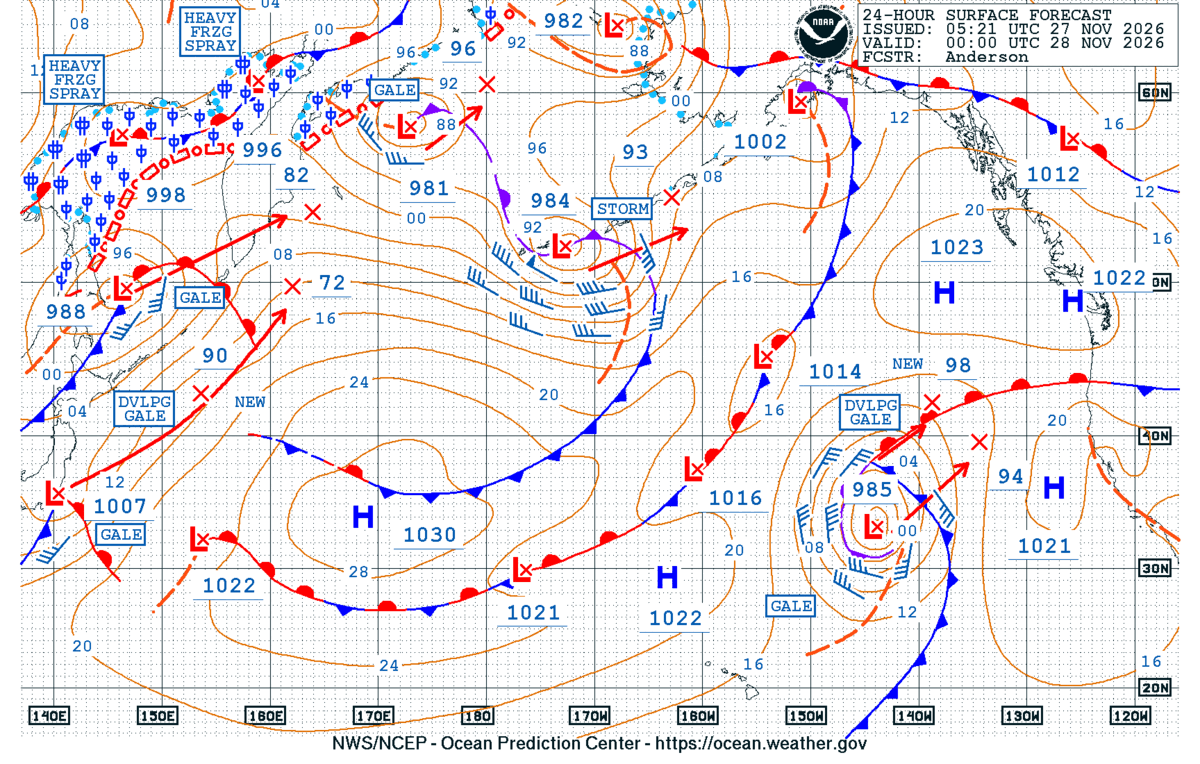 24-HOUR SURFACE FORECAST
ISSUED: 05:21 UTC 27 NOV 2026
VALID: 00:00 UTC 28 NOV 2026
FCSTR: Anderson
NOAA
HEAVY
FRZG
SPRAY
04
00
96
96
92
982
88
HEAVY
FRZG
SPRAY
GALE
92
88
00
60N
12
16
996
96
93
1002
998
82
981
984
08
1012
12
00
STORM
20
16
96
08
92
1023
GALE
72
16
1022
H
H
988
16
90
00
24
20
1014
NEW
98
04
DVLPG
GALE
NEW
16
DVLPG
GALE
20
40N
04
12
985
94
H
L
1007
H
1016
L
00
GALE
1030
08
1021
L
28
20
30N
1022
L
H
1021
1022
GALE
12
20
24
16
16
20N
140E
150E
160E
170E
180
170W
160W
150W
140W
130W
120W
NWS/NCEP - Ocean Prediction Center - https://ocean.weather.gov